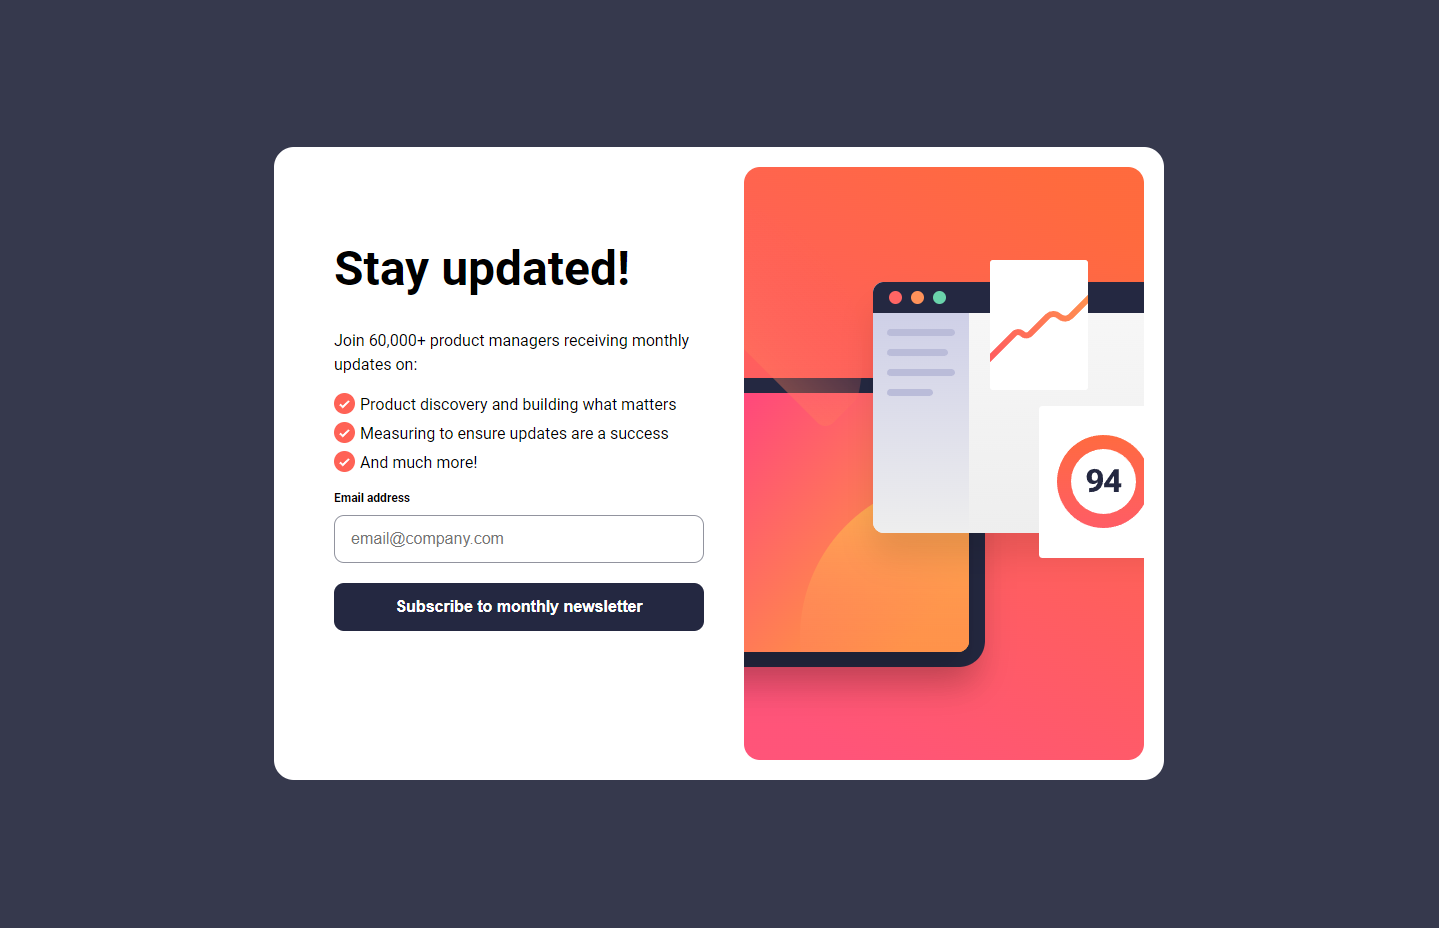 Stay updated!
Join 60,000+ product managers receiving monthly
updates on:
Product discovery and building what matters
Measuring to ensure updates are a success
And much more!
Email address
email@company.com
Subscribe to monthly newsletter
94